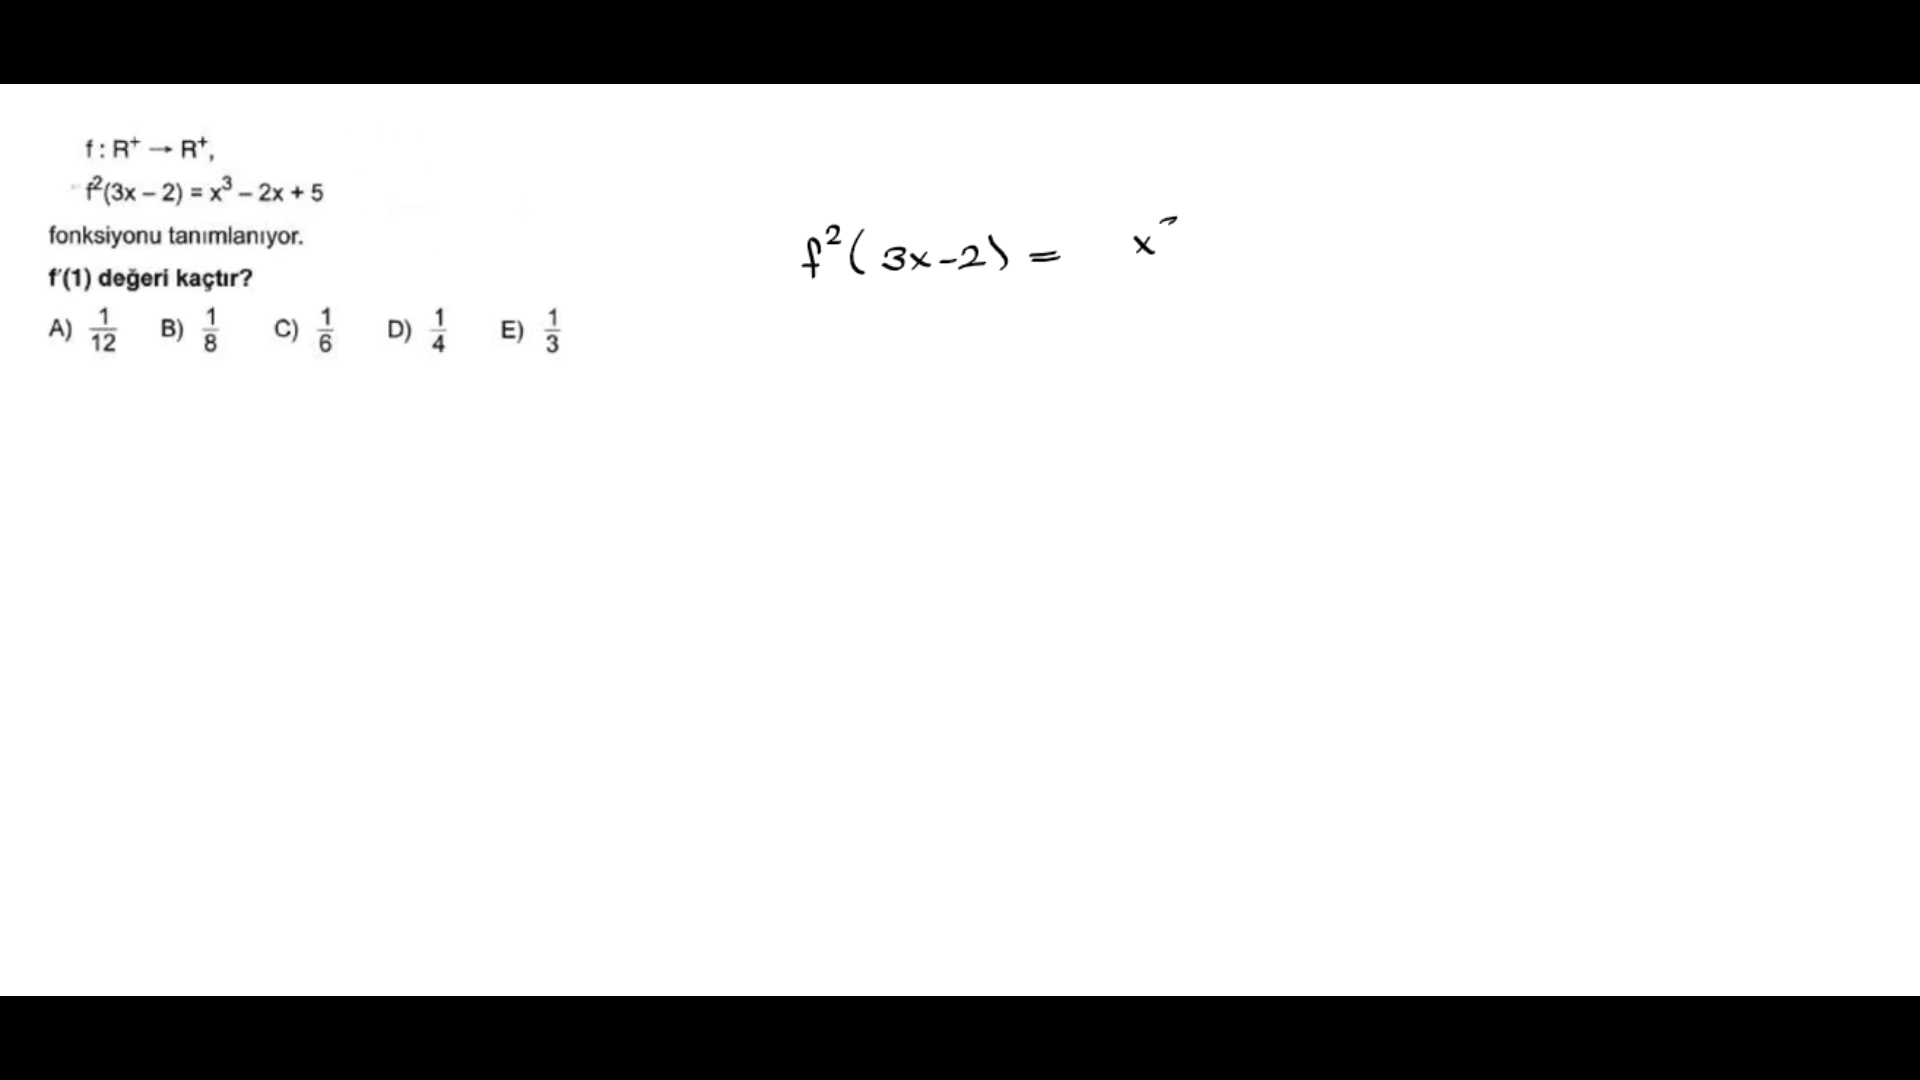 f : R⁺ → R⁺,
f²(3x – 2) = x³ – 2x + 5
fonksiyonu tanımlanıyor.
f'(1) değeri kaçtır?
A) 1/12 B) 1/8 C) 1/6 D) 1/4 E) 1/3
f²(3x-2) = x